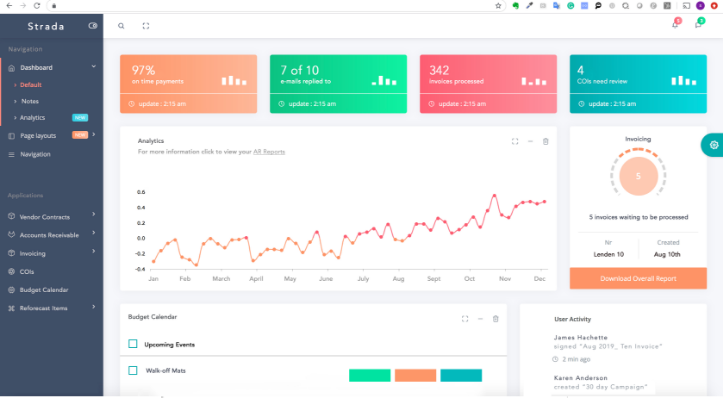 Strada
Navigation
Dashboard
Default
Notes
Analytics NEW
Page layouts NEW
Navigation
Applications
Vendor Contracts
Accounts Receivable
Invoicing
COIs
Budget Calendar
Reforecast Items
97%
on time payments
update : 2:15 am
7 of 10
e-mails replied to
update : 2:15 am
342
invoices processed
update : 2:15 am
4
COIs need review
update : 2:15 am
Analytics
For more information click to view your All Reports
0.6
0.4
0.2
0.0
-0.2
-0.4
Jan Feb March April May June July Aug Sept Oct Nov Dec
Invoicing
5
5 invoices waiting to be processed
Nr Created
Lenden 10 Aug 10th
Download Overall Report
Budget Calendar
Upcoming Events
Walk-off Mats
User Activity
James Hachette
signed "Aug 2019_ Ten Invoice"
2 min ago
Karen Anderson
created "30 day Campaign"